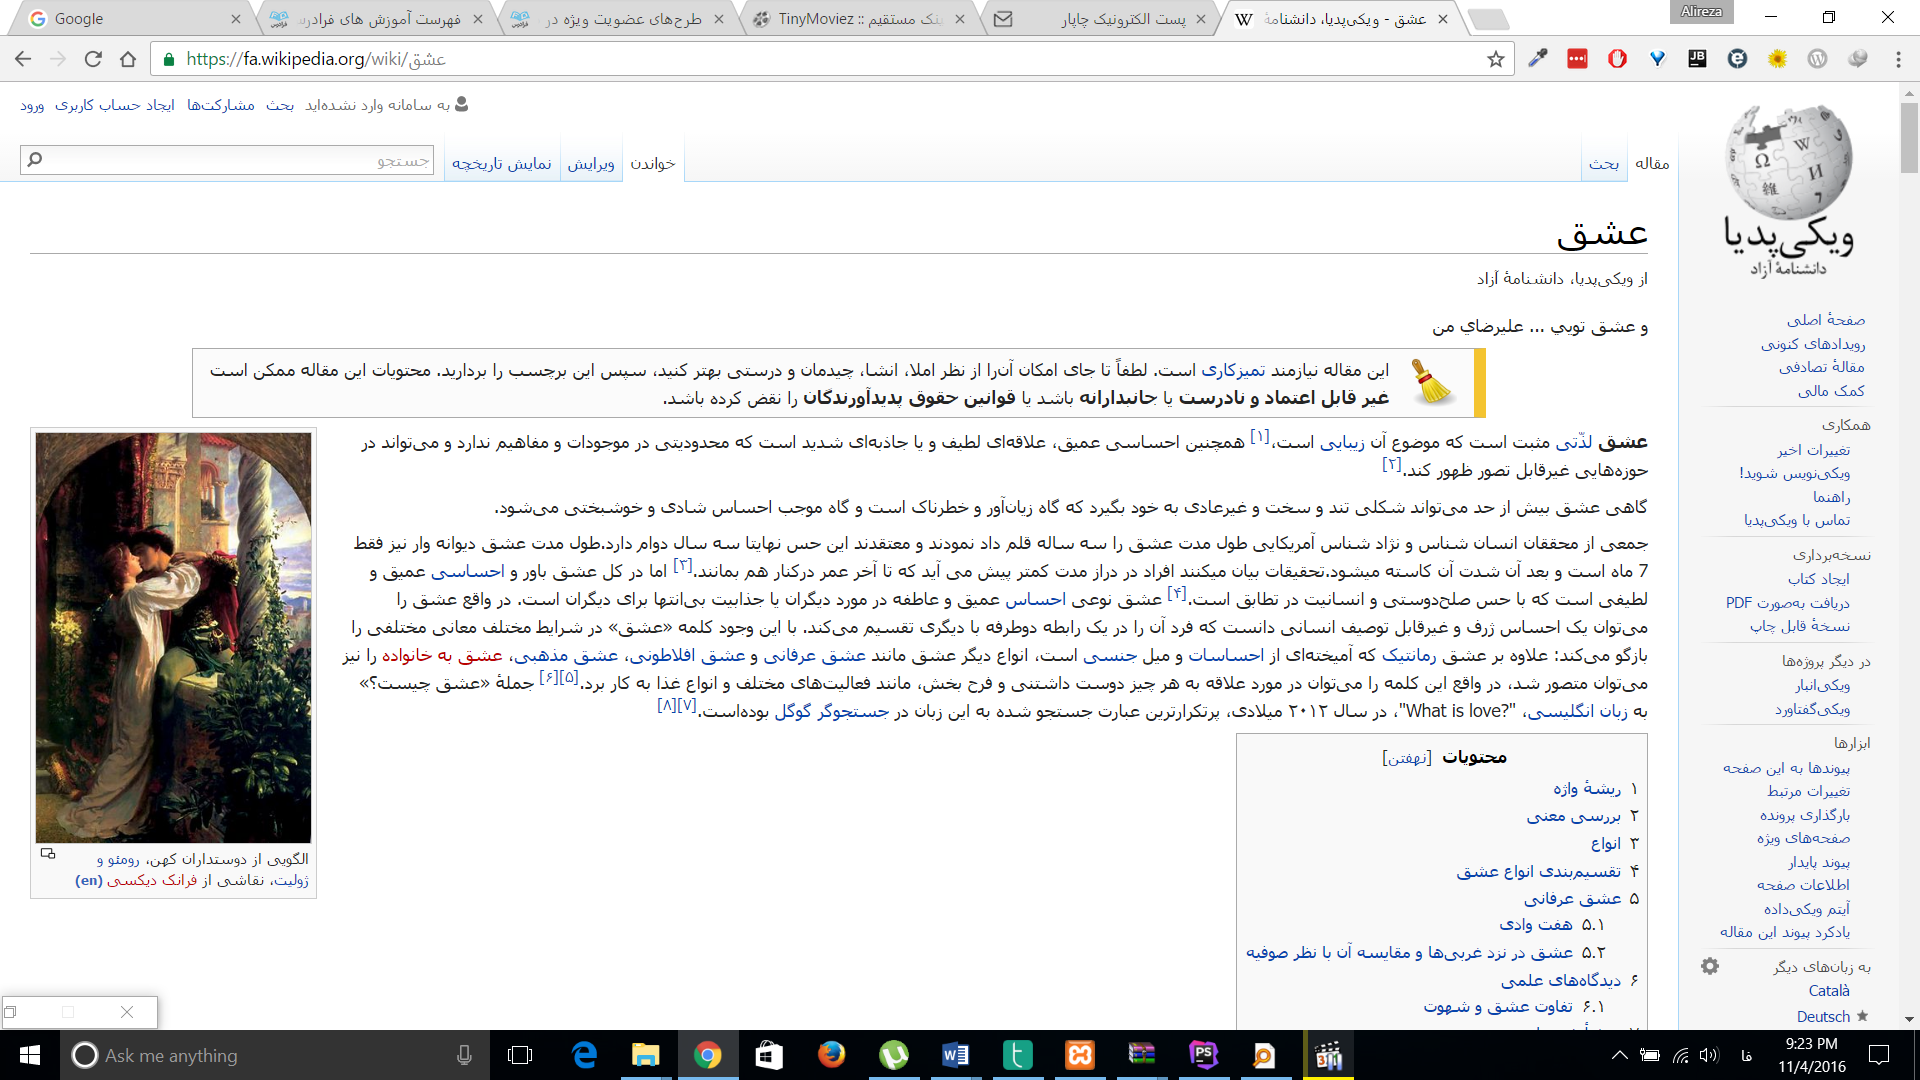 Google
فهرست آموزش های فرادرس
طرح‌های عضویت ویژه در
TinyMoviez :: لینک مستقیم
پست الکترونیک چاپار
عشق - ویکی‌پدیا، دانشنامهٔ
Alireza
https://fa.wikipedia.org/wiki/عشق
به سامانه وارد نشده‌اید بحث مشارکت‌ها ایجاد حساب کاربری ورود
مقاله بحث خواندن ویرایش نمایش تاریخچه جستجو
ویکی‌پدیا
دانشنامهٔ آزاد
عشق
از ویکی‌پدیا، دانشنامهٔ آزاد
و عشق تويي ... عليرضاي من
این مقاله نیازمند تمیزکاری است. لطفاً تا جای امکان آن‌را از نظر املا، انشا، چیدمان و درستی بهتر کنید، سپس این برچسب را بردارید. محتویات این مقاله ممکن است
غیر قابل اعتماد و نادرست یا جانبدارانه باشد یا قوانین حقوق پدیدآورندگان را نقض کرده باشد.
عشق لذّتی مثبت است که موضوع آن زیبایی است،[۱] همچنین احساسی عمیق، علاقه‌ای لطیف و یا جاذبه‌ای شدید است که محدودیتی در موجودات و مفاهیم ندارد و می‌تواند در
حوزه‌هایی غیرقابل تصور ظهور کند.[۲]
گاهی عشق بیش از حد می‌تواند شکلی تند و سخت و غیرعادی به خود بگیرد که گاه زیان‌آور و خطرناک است و گاه موجب احساس شادی و خوشبختی می‌شود.
جمعی از محققان انسان شناس و نژاد شناس آمریکایی طول مدت عشق را سه ساله قلم داد نمودند و معتقدند این حس نهایتا سه سال دوام دارد.طول مدت عشق دیوانه وار نیز فقط
7 ماه است و بعد آن شدت آن کاسته میشود.تحقیقات بیان میکنند افراد در دراز مدت کمتر پیش می آید که تا آخر عمر درکنار هم بمانند.[۳] اما در کل عشق باور و احساسی عمیق و
لطیفی است که با حس صلح‌دوستی و انسانیت در تطابق است.[۴] عشق نوعی احساس عمیق و عاطفه در مورد دیگران یا جذابیت بی‌انتها برای دیگران است. در واقع عشق را
می‌توان یک احساس ژرف و غیرقابل توصیف انسانی دانست که فرد آن را در یک رابطه دوطرفه با دیگری تقسیم می‌کند. با این وجود کلمه «عشق» در شرایط مختلف معانی مختلفی را
بازگو می‌کند: علاوه بر عشق رمانتیک که آمیخته‌ای از احساسات و میل جنسی است، انواع دیگر عشق مانند عشق عرفانی و عشق افلاطونی، عشق مذهبی، عشق به خانواده را نیز
می‌توان متصور شد، در واقع این کلمه را می‌توان در مورد علاقه به هر چیز دوست داشتنی و فرح بخش، مانند فعالیت‌های مختلف و انواع غذا به کار برد.[۵][۶] جملهٔ «عشق چیست؟»
به زبان انگلیسی، "What is love?"، در سال ۲۰۱۲ میلادی، پرتکرارترین عبارت جستجو شده به این زبان در جستجوگر گوگل بوده‌است.[۷][۸]
الگویی از دوستداران کهن، رومئو و
ژولیت، نقاشی از فرانک دیکسی (en)
محتویات [نهفتن]
۱ ریشهٔ واژه
۲ بررسی معنی
۳ انواع
۴ تقسیم‌بندی انواع عشق
۵ عشق عرفانی
۵.۱ هفت وادی
۵.۲ عشق در نزد غربی‌ها و مقایسه آن با نظر صوفیه
۶ دیدگاه‌های علمی
۶.۱ تفاوت عشق و شهوت
صفحهٔ اصلی
رویدادهای کنونی
مقالهٔ تصادفی
کمک مالی
همکاری
تغییرات اخیر
ویکی‌نویس شوید!
راهنما
تماس با ویکی‌پدیا
نسخه‌برداری
ایجاد کتاب
دریافت به‌صورت PDF
نسخهٔ قابل چاپ
در دیگر پروژه‌ها
ویکی‌انبار
ویکی‌گفتاورد
ابزارها
پیوندها به این صفحه
تغییرات مرتبط
بارگذاری پرونده
صفحه‌های ویژه
پیوند پایدار
اطلاعات صفحه
آیتم ویکی‌داده
یادکرد پیوند این مقاله
به زبان‌های دیگر
Català
Deutsch
Ask me anything
فا
9:23 PM
11/4/2016